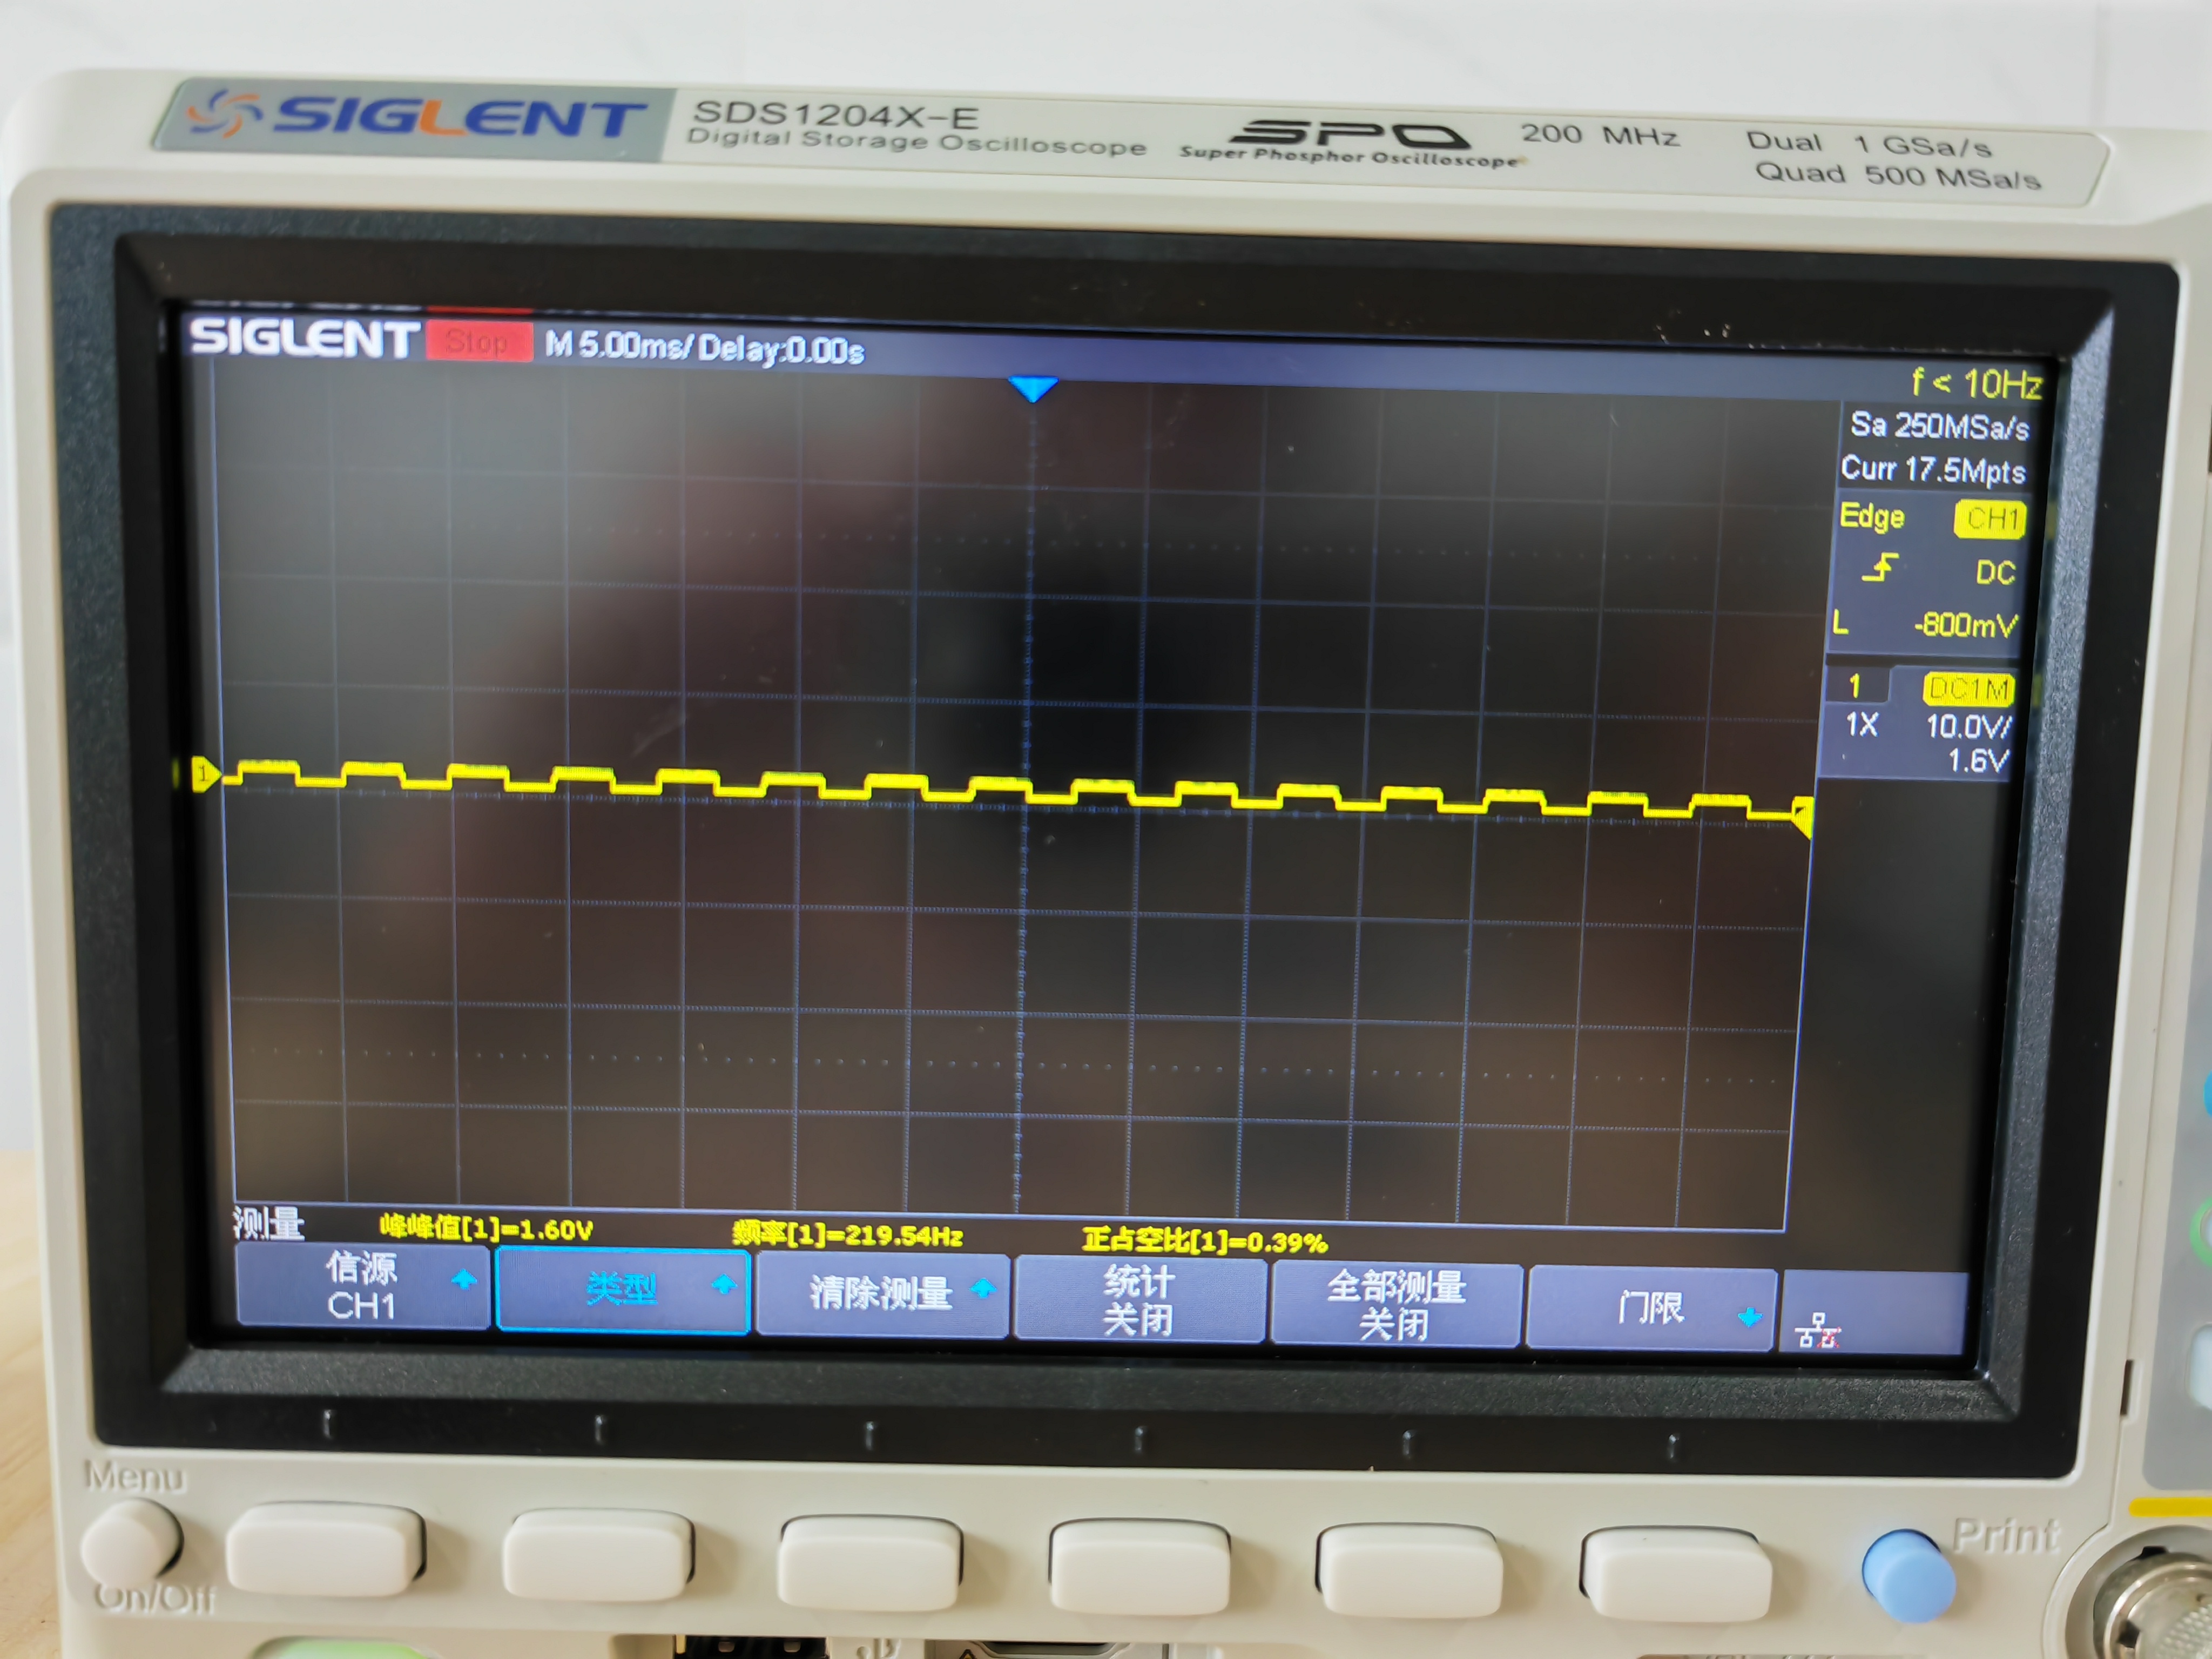 SIGLENT SDS1204X-E
Digital Storage Oscilloscope
SPO
Super Phosphor Oscilloscope
200 MHz
Dual 1 GSa/s
Quad 500 MSa/s
SIGLENT Stop M 5.00ms/ Delay:0.00s
f < 10Hz
Sa 250MSa/s
Curr 17.5Mpts
Edge CH1
DC
L -800mV
1 DC1M
1X 10.0V/
1.6V
1
测量 峰峰值[1]=1.60V 频率[1]=219.54Hz 正占空比[1]=0.39%
信源
CH1
类型
清除测量
统计
关闭
全部测量
关闭
门限
Menu
On/Off
Print